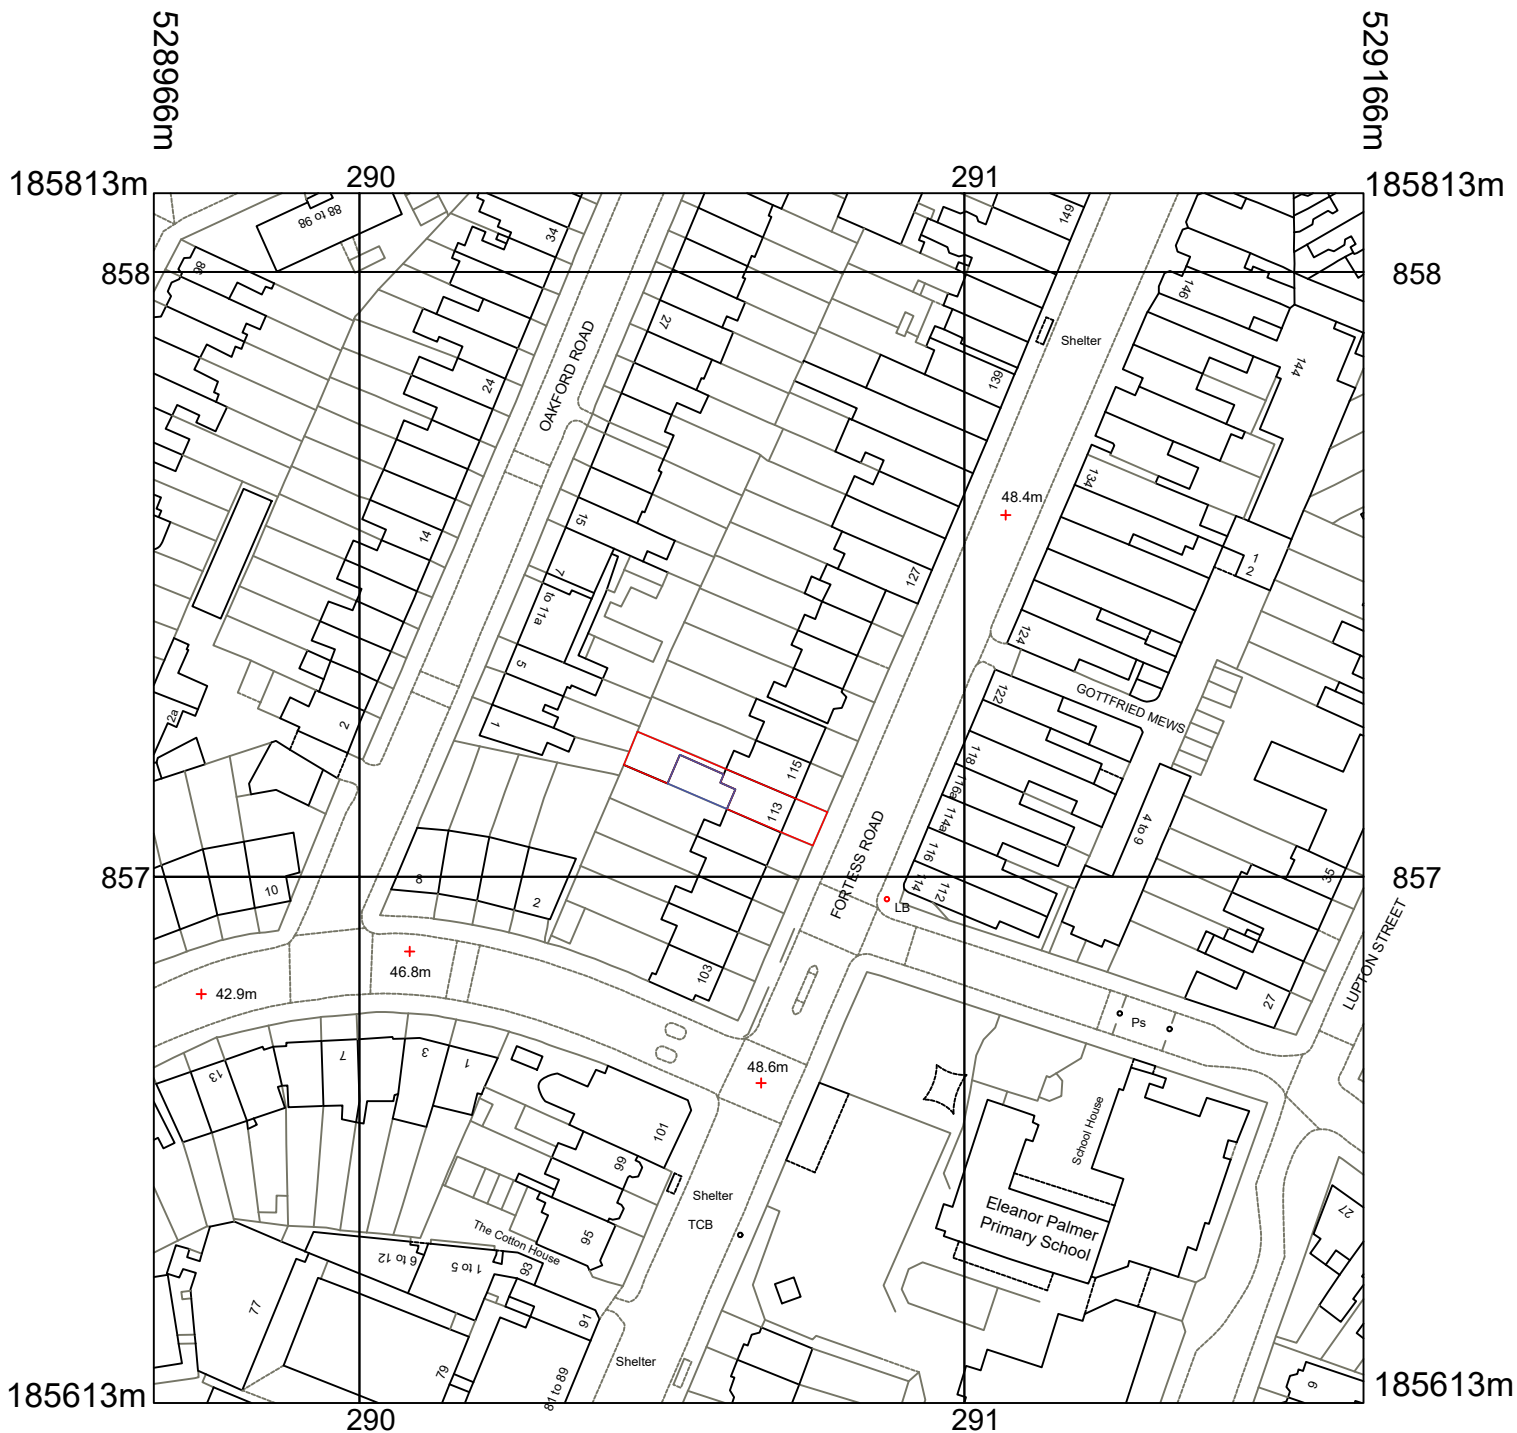 528966m
529166m
185813m
290
291
185813m
88 to 98
34
149
86
858
858
146
27
OAKFORD ROAD
Shelter
144
24
139
134
48.4m
15
14
127
1
2
7
to 11a
124
5
122
GOTTFRIED MEWS
2a
2
1
118
115
116a
113
114a
4 to 9
FORTESS ROAD
116
857
8
10
2
114
112
LB
35
857
LUPTON STREET
46.8m
103
42.9m
27
Ps
48.6m
7
3
1
13
101
School House
99
Shelter
TCB
Eleanor Palmer
Primary School
27
The Cotton House
95
6 to 12
1 to 5
93
77
91
Shelter
79
81 to 89
9
185613m
290
291
185613m